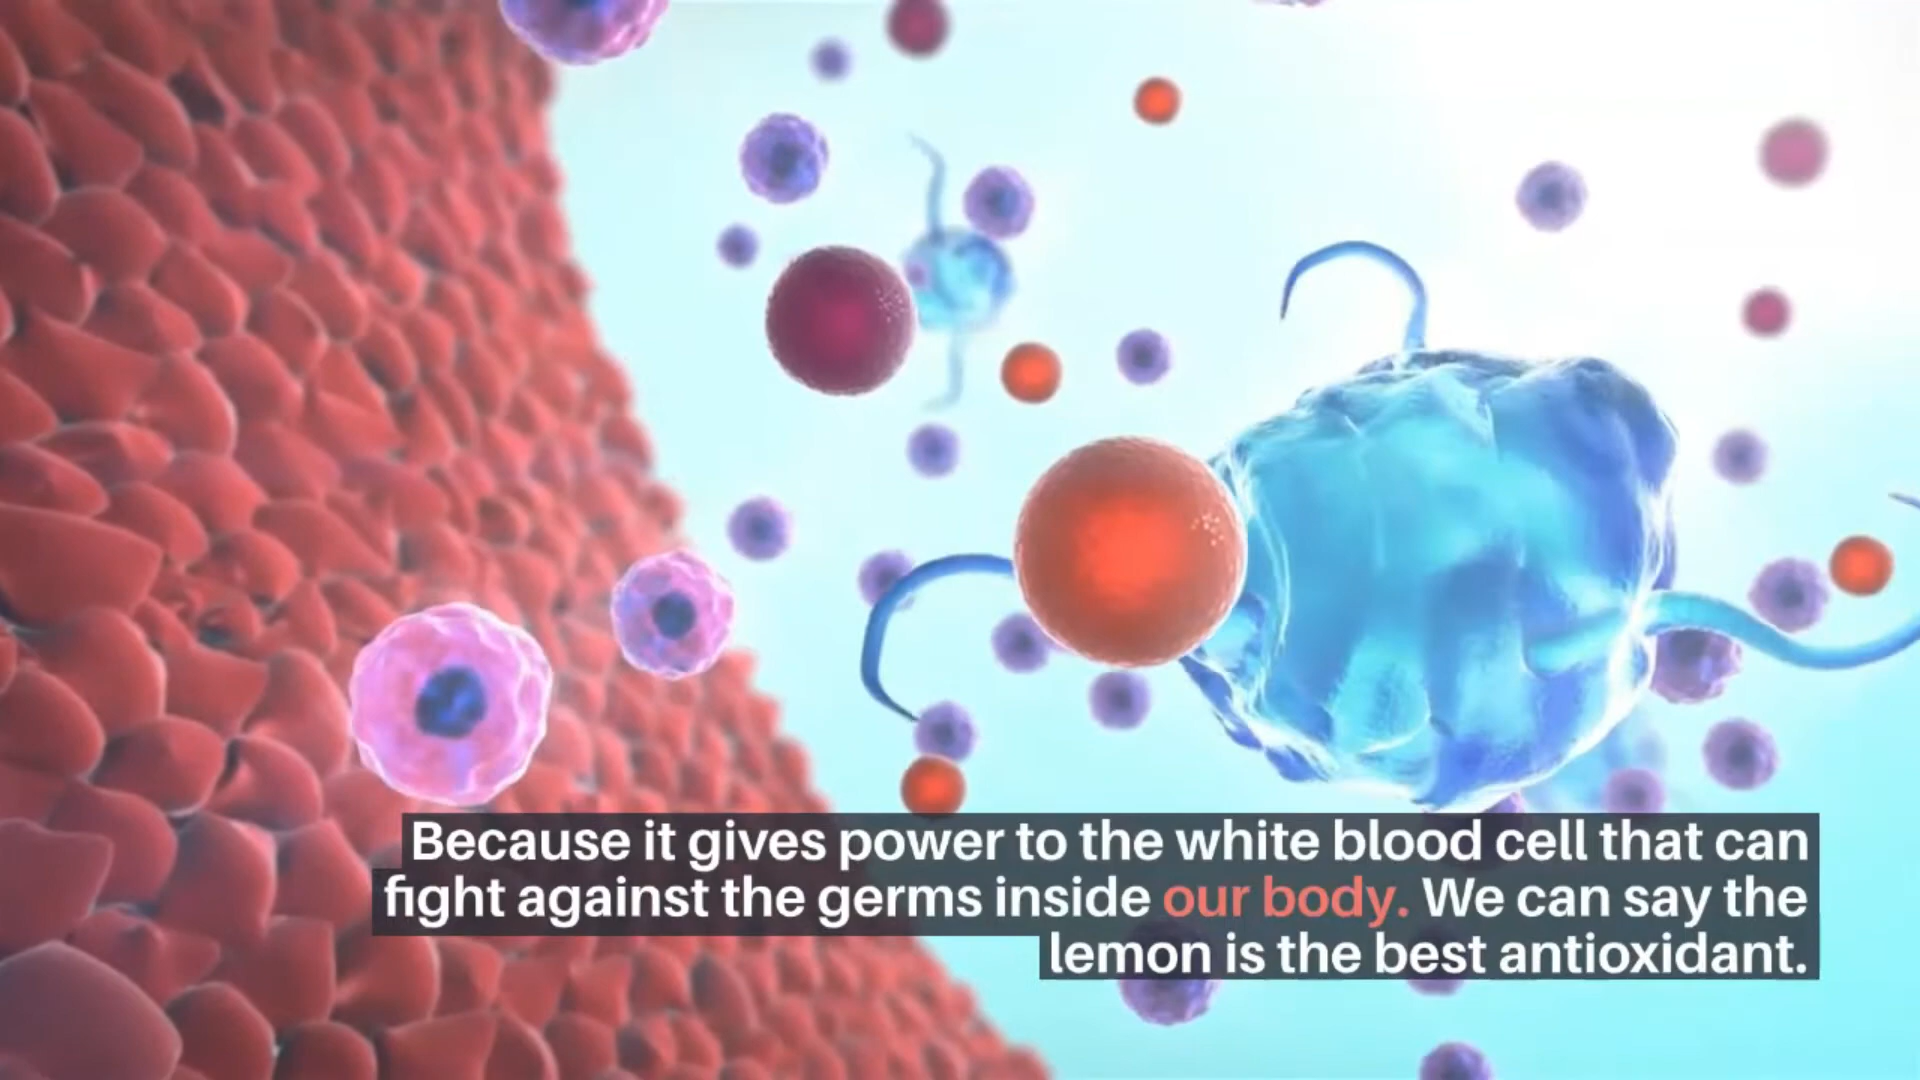 Because it gives power to the white blood cell that can
fight against the germs inside our body. We can say the
lemon is the best antioxidant.